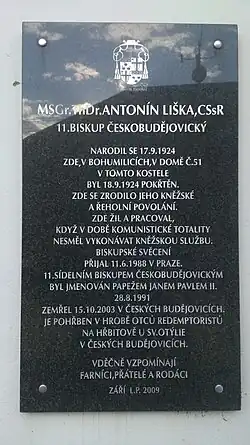 MSGr.ThDr.ANTONÍN LIŠKA,CSsR
11.BISKUP ČESKOBUDĚJOVICKÝ
NARODIL SE 17.9.1924
ZDE,V BOHUMILICÍCH,V DOMĚ Č.51
V TOMTO KOSTELE
BYL 18.9.1924 POKŘTĚN.
ZDE SE ZRODILO JEHO KNĚŽSKÉ
A ŘEHOLNÍ POVOLÁNÍ.
ZDE ŽIL A PRACOVAL,
KDYŽ V DOBĚ KOMUNISTICKÉ TOTALITY
NESMĚL VYKONÁVAT KNĚŽSKOU SLUŽBU.
BISKUPSKÉ SVĚCENÍ
PŘIJAL 11.6.1988 V PRAZE.
11.SÍDELNÍM BISKUPEM ČESKOBUDĚJOVICKÝM
BYL JMENOVÁN PAPEŽEM JANEM PAVLEM II.
28.8.1991
ZEMŘEL 15.10.2003 V ČESKÝCH BUDĚJOVICÍCH.
JE POHŘBEN V HROBĚ OTCŮ REDEMPTORISTŮ
NA HŘBITOVĚ U SV.OTÝLIE
V ČESKÝCH BUDĚJOVICÍCH.
VDĚČNĚ VZPOMÍNAJÍ
FARNÍCI,PŘÁTELÉ A RODÁCI
ZÁŘÍ L.P. 2009